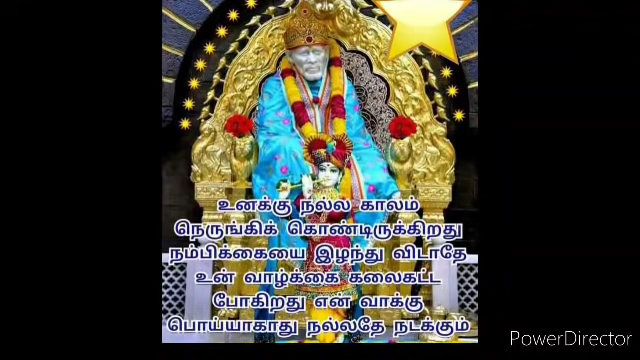 உனக்கு நல்ல காலம்
நெருங்கிக் கொண்டிருக்கிறது
நம்பிக்கையை இழந்து விடாதே
உன் வாழ்க்கை கலைகட்ட
போகிறது என் வாக்கு
பொய்யாகாது நல்லதே நடக்கும்
PowerDirector